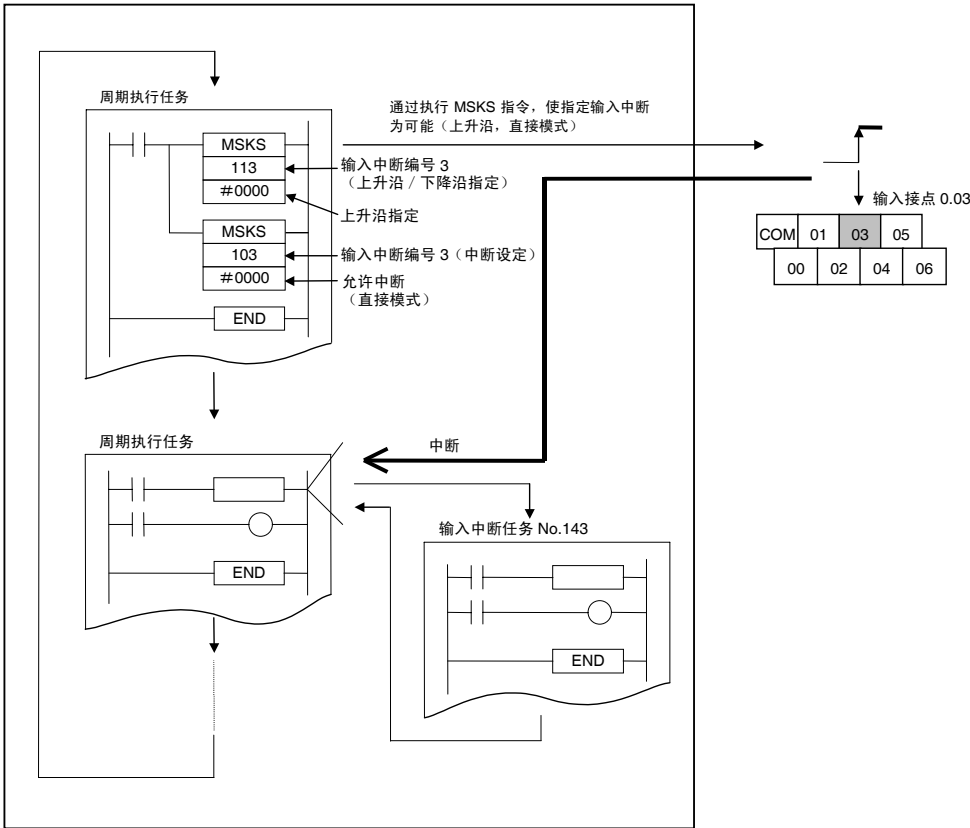 周期执行任务
通过执行 MSKS 指令，使指定输入中断
为可能（上升沿，直接模式）
MSKS
113
#0000
输入中断编号 3
（上升沿 / 下降沿指定）
上升沿指定
MSKS
103
#0000
输入中断编号 3（中断设定）
允许中断
（直接模式）
END
输入接点 0.03
COM 01 03 05
00 02 04 06
周期执行任务
中断
END
输入中断任务 No.143
END